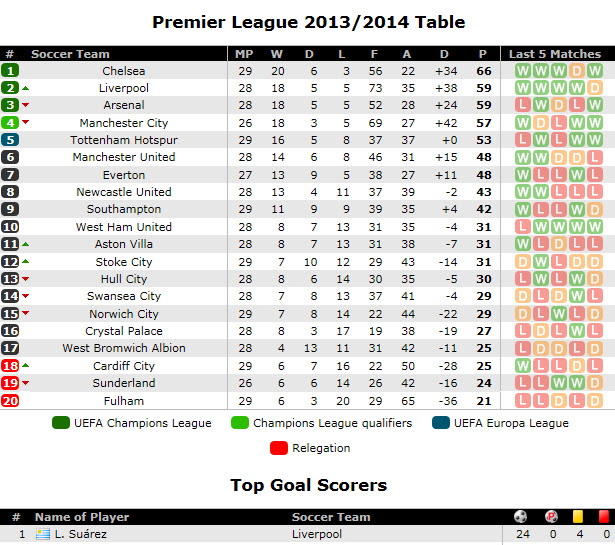 Premier League 2013/2014 Table
# Soccer Team MP W D L F A D P Last 5 Matches
1 Chelsea 29 20 6 3 56 22 +34 66 W W W D W
2 Liverpool 28 18 5 5 73 35 +38 59 W W W W D
3 Arsenal 28 18 5 5 52 28 +24 59 L W D L W
4 Manchester City 26 18 3 5 69 27 +42 57 W D L W W
5 Tottenham Hotspur 29 16 5 8 37 37 +0 53 L W L W W
6 Manchester United 28 14 6 8 46 31 +15 48 W W D D L
7 Everton 27 13 9 5 38 27 +11 48 W L L W L
8 Newcastle United 28 13 4 11 37 39 -2 43 W W L L L
9 Southampton 29 11 9 9 39 35 +4 42 W L L W D
10 West Ham United 28 8 7 13 31 35 -4 31 L W W W W
11 Aston Villa 28 8 7 13 31 38 -7 31 W L D L L
12 Stoke City 29 7 10 12 29 43 -14 31 D W L D D
13 Hull City 28 8 6 14 30 35 -5 30 L W L W L
14 Swansea City 28 7 8 13 37 41 -4 29 D L D W L
15 Norwich City 29 7 8 14 22 44 -22 29 D L W L D
16 Crystal Palace 28 8 3 17 19 38 -19 27 L L W L D
17 West Bromwich Albion 28 4 13 11 31 42 -11 25 L D D L D
18 Cardiff City 29 6 7 16 22 50 -28 25 W L L D L
19 Sunderland 26 6 6 14 26 42 -16 24 L L W W D
20 Fulham 29 6 3 20 29 65 -36 21 L L D L D
UEFA Champions League Champions League qualifiers UEFA Europa League
Relegation
Top Goal Scorers
# Name of Player Soccer Team
1 L. Suárez Liverpool 24 0 4 0